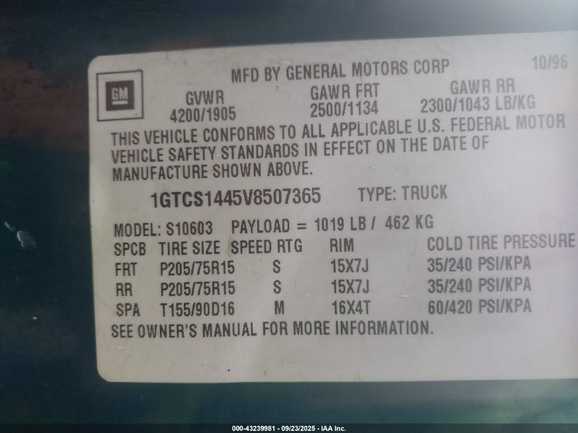 MFD BY GENERAL MOTORS CORP 10/96
GM
GVWR GAWR FRT GAWR RR
4200/1905 2500/1134 2300/1043 LB/KG
THIS VEHICLE CONFORMS TO ALL APPLICABLE U.S. FEDERAL MOTOR
VEHICLE SAFETY STANDARDS IN EFFECT ON THE DATE OF
MANUFACTURE SHOWN ABOVE.
1GTCS1445V8507365 TYPE: TRUCK
MODEL: S10603 PAYLOAD = 1019 LB / 462 KG
SPCB TIRE SIZE SPEED RTG RIM COLD TIRE PRESSURE
FRT P205/75R15 S 15X7J 35/240 PSI/KPA
RR P205/75R15 S 15X7J 35/240 PSI/KPA
SPA T155/90D16 M 16X4T 60/420 PSI/KPA
SEE OWNER'S MANUAL FOR MORE INFORMATION.
000-43239981 - 09/23/2025 - IAA Inc.